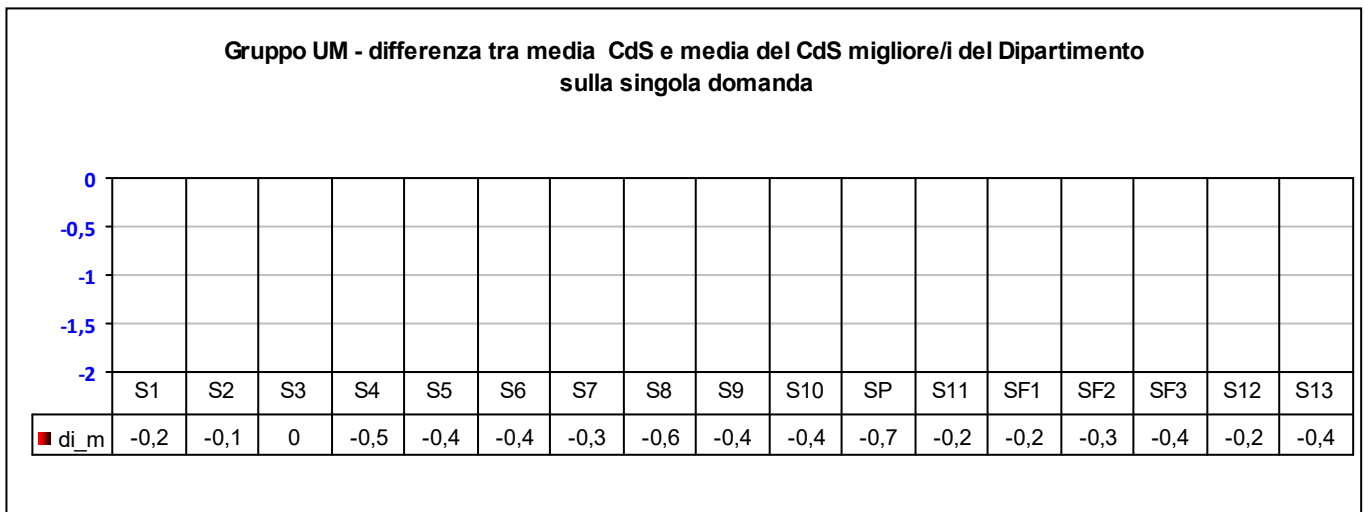 Gruppo UM - differenza tra media CdS e media del CdS migliore/i del Dipartimento
sulla singola domanda
0
-0,5
-1
-1,5
-2
S1 S2 S3 S4 S5 S6 S7 S8 S9 S10 SP S11 SF1 SF2 SF3 S12 S13
di_m -0,2 -0,1 0 -0,5 -0,4 -0,4 -0,3 -0,6 -0,4 -0,4 -0,7 -0,2 -0,2 -0,3 -0,4 -0,2 -0,4